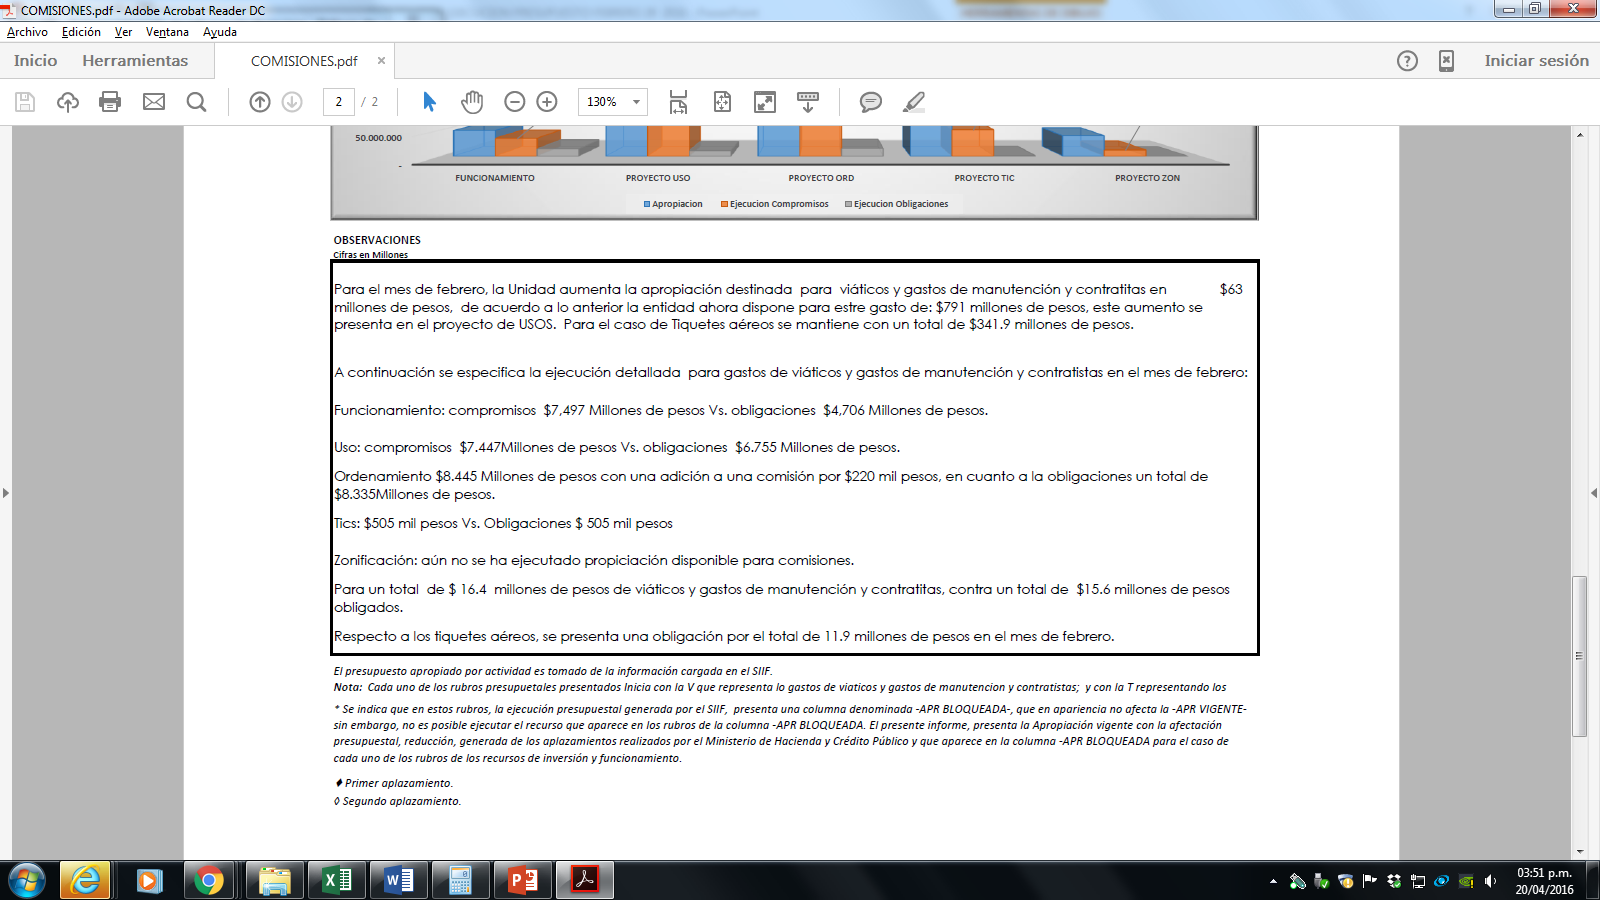 COMISIONES.pdf - Adobe Acrobat Reader DC
Archivo Edición Ver Ventana Ayuda
Inicio Herramientas COMISIONES.pdf × Iniciar sesión
2 / 2 130%
50.000.000
-
FUNCIONAMIENTO PROYECTO USO PROYECTO ORD PROYECTO TIC PROYECTO ZON
Apropiacion Ejecucion Compromisos Ejecucion Obligaciones
OBSERVACIONES
Cifras en Millones
Para el mes de febrero, la Unidad aumenta la apropiación destinada para viáticos y gastos de manutención y contratitas en $63
millones de pesos, de acuerdo a lo anterior la entidad ahora dispone para estre gasto de: $791 millones de pesos, este aumento se
presenta en el proyecto de USOS. Para el caso de Tiquetes aéreos se mantiene con un total de $341.9 millones de pesos.
A continuación se especifica la ejecución detallada para gastos de viáticos y gastos de manutención y contratistas en el mes de febrero:
Funcionamiento: compromisos $7,497 Millones de pesos Vs. obligaciones $4,706 Millones de pesos.
Uso: compromisos $7.447Millones de pesos Vs. obligaciones $6.755 Millones de pesos.
Ordenamiento $8.445 Millones de pesos con una adición a una comisión por $220 mil pesos, en cuanto a la obligaciones un total de
$8.335Millones de pesos.
Tics: $505 mil pesos Vs. Obligaciones $ 505 mil pesos
Zonificación: aún no se ha ejecutado propiciación disponible para comisiones.
Para un total de $ 16.4 millones de pesos de viáticos y gastos de manutención y contratitas, contra un total de $15.6 millones de pesos
obligados.
Respecto a los tiquetes aéreos, se presenta una obligación por el total de 11.9 millones de pesos en el mes de febrero.
El presupuesto apropiado por actividad es tomado de la información cargada en el SIIF.
Nota: Cada uno de los rubros presupuetales presentados Inicia con la V que representa lo gastos de viaticos y gastos de manutencion y contratistas; y con la T representando los
* Se indica que en estos rubros, la ejecución presupuestal generada por el SIIF, presenta una columna denominada -APR BLOQUEADA-, que en apariencia no afecta la -APR VIGENTE-
sin embargo, no es posible ejecutar el recurso que aparece en los rubros de la columna -APR BLOQUEADA. El presente informe, presenta la Apropiación vigente con la afectación
presupuestal, reducción, generada de los aplazamientos realizados por el Ministerio de Hacienda y Crédito Público y que aparece en la columna -APR BLOQUEADA para el caso de
cada uno de los rubros de los recursos de inversión y funcionamiento.
♦ Primer aplazamiento.
◊ Segundo aplazamiento.
03:51 p.m.
20/04/2016